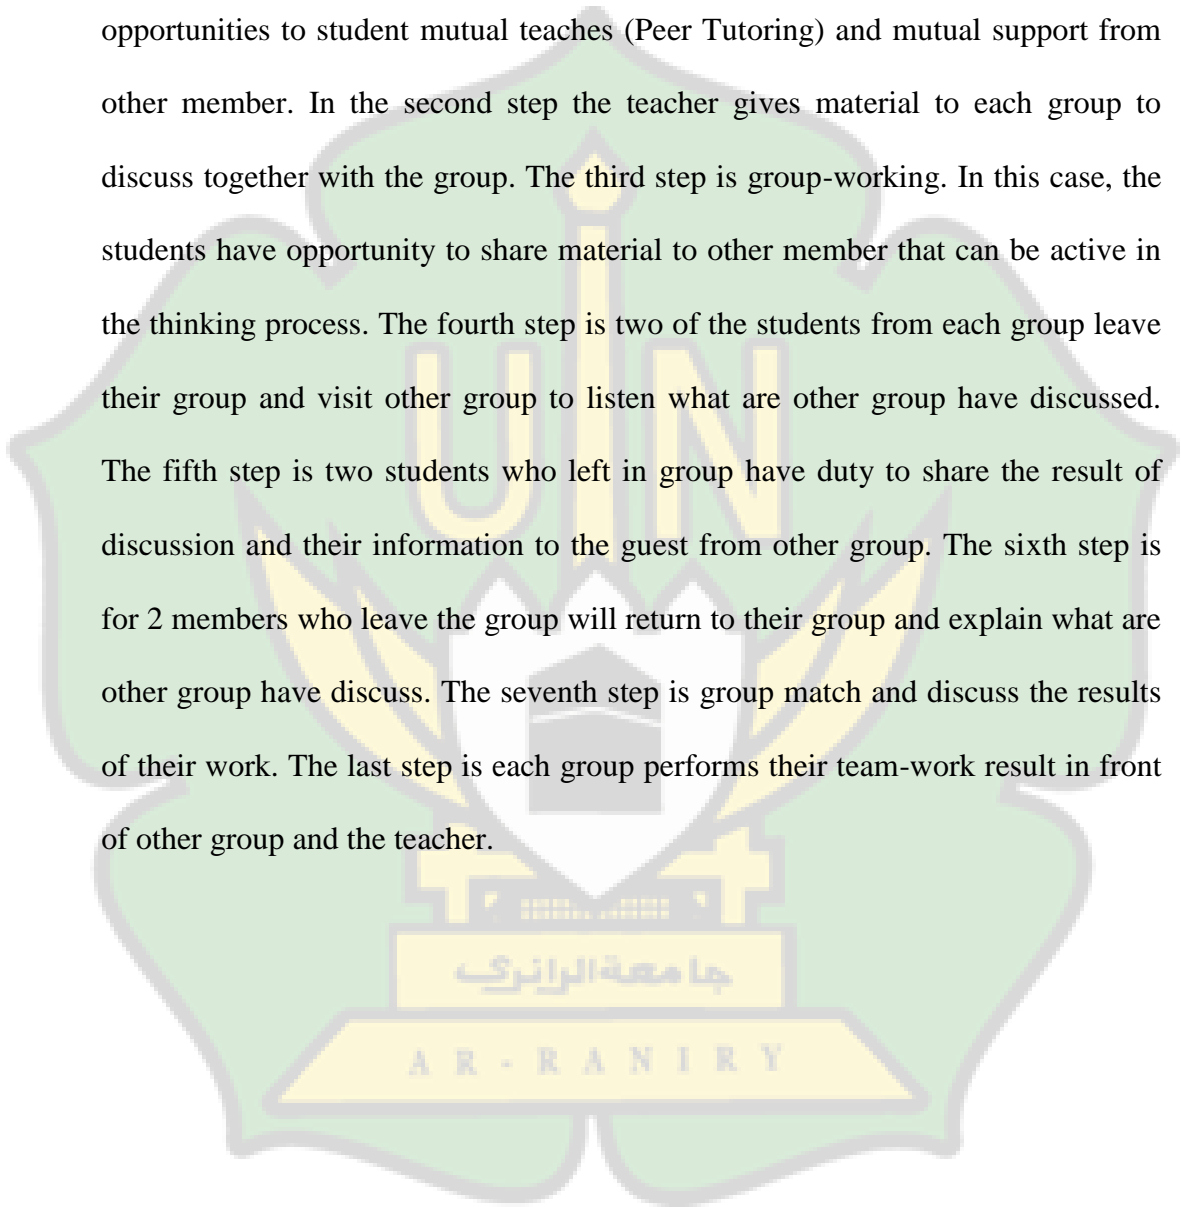 opportunities to student mutual teaches (Peer Tutoring) and mutual support from
other member. In the second step the teacher gives material to each group to
discuss together with the group. The third step is group-working. In this case, the
students have opportunity to share material to other member that can be active in
the thinking process. The fourth step is two of the students from each group leave
their group and visit other group to listen what are other group have discussed.
The fifth step is two students who left in group have duty to share the result of
discussion and their information to the guest from other group. The sixth step is
for 2 members who leave the group will return to their group and explain what are
other group have discuss. The seventh step is group match and discuss the results
of their work. The last step is each group performs their team-work result in front
of other group and the teacher.
UIN
جامعة الرانري
AR-RANIRY